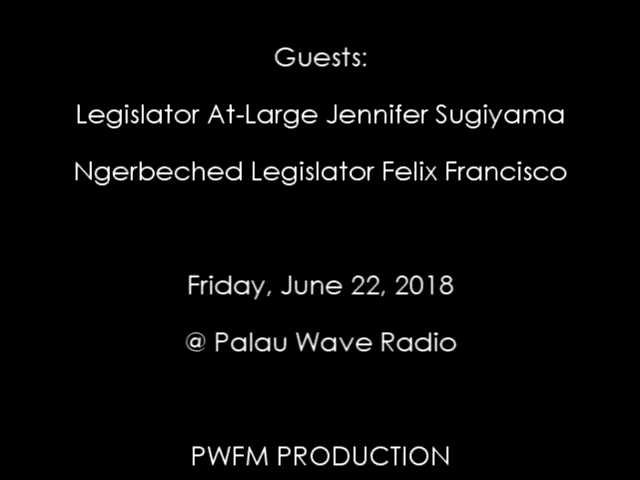 Guests:
Legislator At-Large Jennifer Sugiyama
Ngerbeched Legislator Felix Francisco
Friday, June 22, 2018
@ Palau Wave Radio
PWFM PRODUCTION